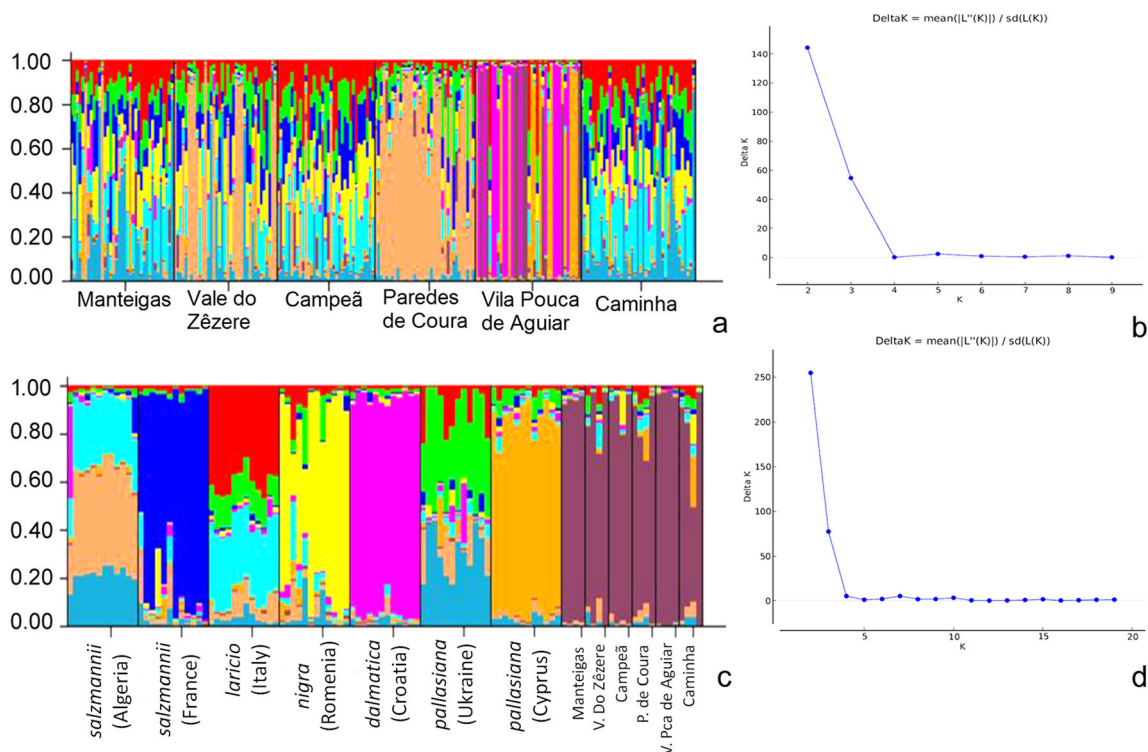 1.00
0.80
0.60
0.40
0.20
0.00
Manteigas
Vale do
Zêzere
Campeã
Paredes
de Coura
Vila Pouca
de Aguiar
Caminha
a
DeltaK = mean(|L''(K)|) / sd(L(K))
Delta K
140
120
100
80
60
40
20
0
2 3 4 5 6 7 8 9
K
b
1.00
0.80
0.60
0.40
0.20
0.00
salzmannii
(Algeria)
salzmannii
(France)
laricio
(Italy)
nigra
(Romenia)
dalmatica
(Croatia)
pallasiana
(Ukraine)
pallasiana
(Cyprus)
Manteigas
V. Do Zêzere
Campeã
P. de Coura
V. Pca de Aguiar
Caminha
c
DeltaK = mean(|L''(K)|) / sd(L(K))
Delta K
250
200
150
100
50
0
5 10 15 20
K
d